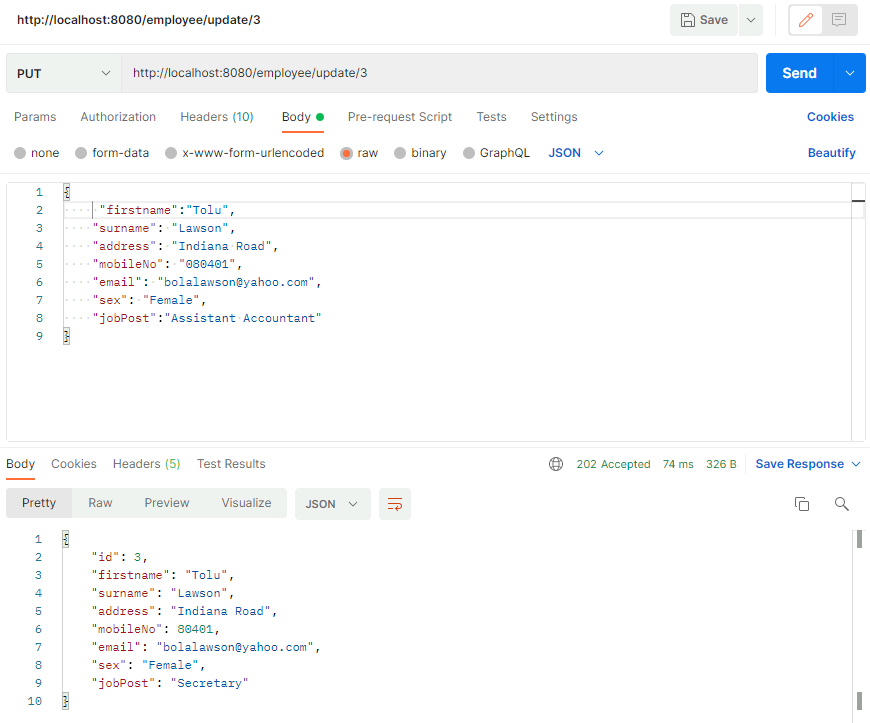 http://localhost:8080/employee/update/3 Save
PUT http://localhost:8080/employee/update/3 Send
Params Authorization Headers (10) Body Pre-request Script Tests Settings Cookies
none form-data x-www-form-urlencoded raw binary GraphQL JSON Beautify
1 {
2 "firstname":"Tolu",
3 "surname": "Lawson",
4 "address": "Indiana Road",
5 "mobileNo": "080401",
6 "email": "bolalawson@yahoo.com",
7 "sex": "Female",
8 "jobPost":"Assistant Accountant"
9 }
Body Cookies Headers (5) Test Results 202 Accepted 74 ms 326 B Save Response
Pretty Raw Preview Visualize JSON
1 {
2 "id": 3,
3 "firstname": "Tolu",
4 "surname": "Lawson",
5 "address": "Indiana Road",
6 "mobileNo": 80401,
7 "email": "bolalawson@yahoo.com",
8 "sex": "Female",
9 "jobPost": "Secretary"
10 }